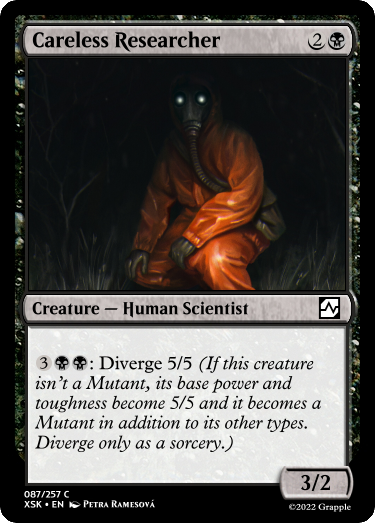 Careless Researcher 2
Creature — Human Scientist
3: Diverge 5/5 (If this creature
isn't a Mutant, its base power and
toughness become 5/5 and it becomes a
Mutant in addition to its other types.
Diverge only as a sorcery.)
3/2
087/257 C
XSK • EN Petra Ramesová
©2022 Grapple